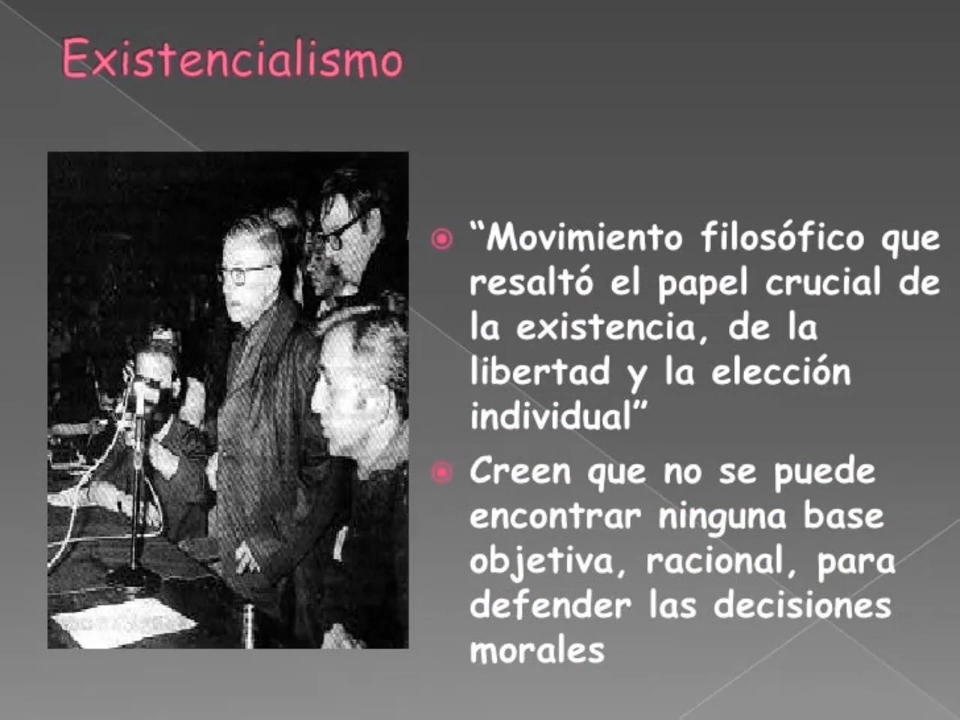 Existencialismo
“Movimiento filosófico que
resaltó el papel crucial de
la existencia, de la
libertad y la elección
individual”
Creen que no se puede
encontrar ninguna base
objetiva, racional, para
defender las decisiones
morales